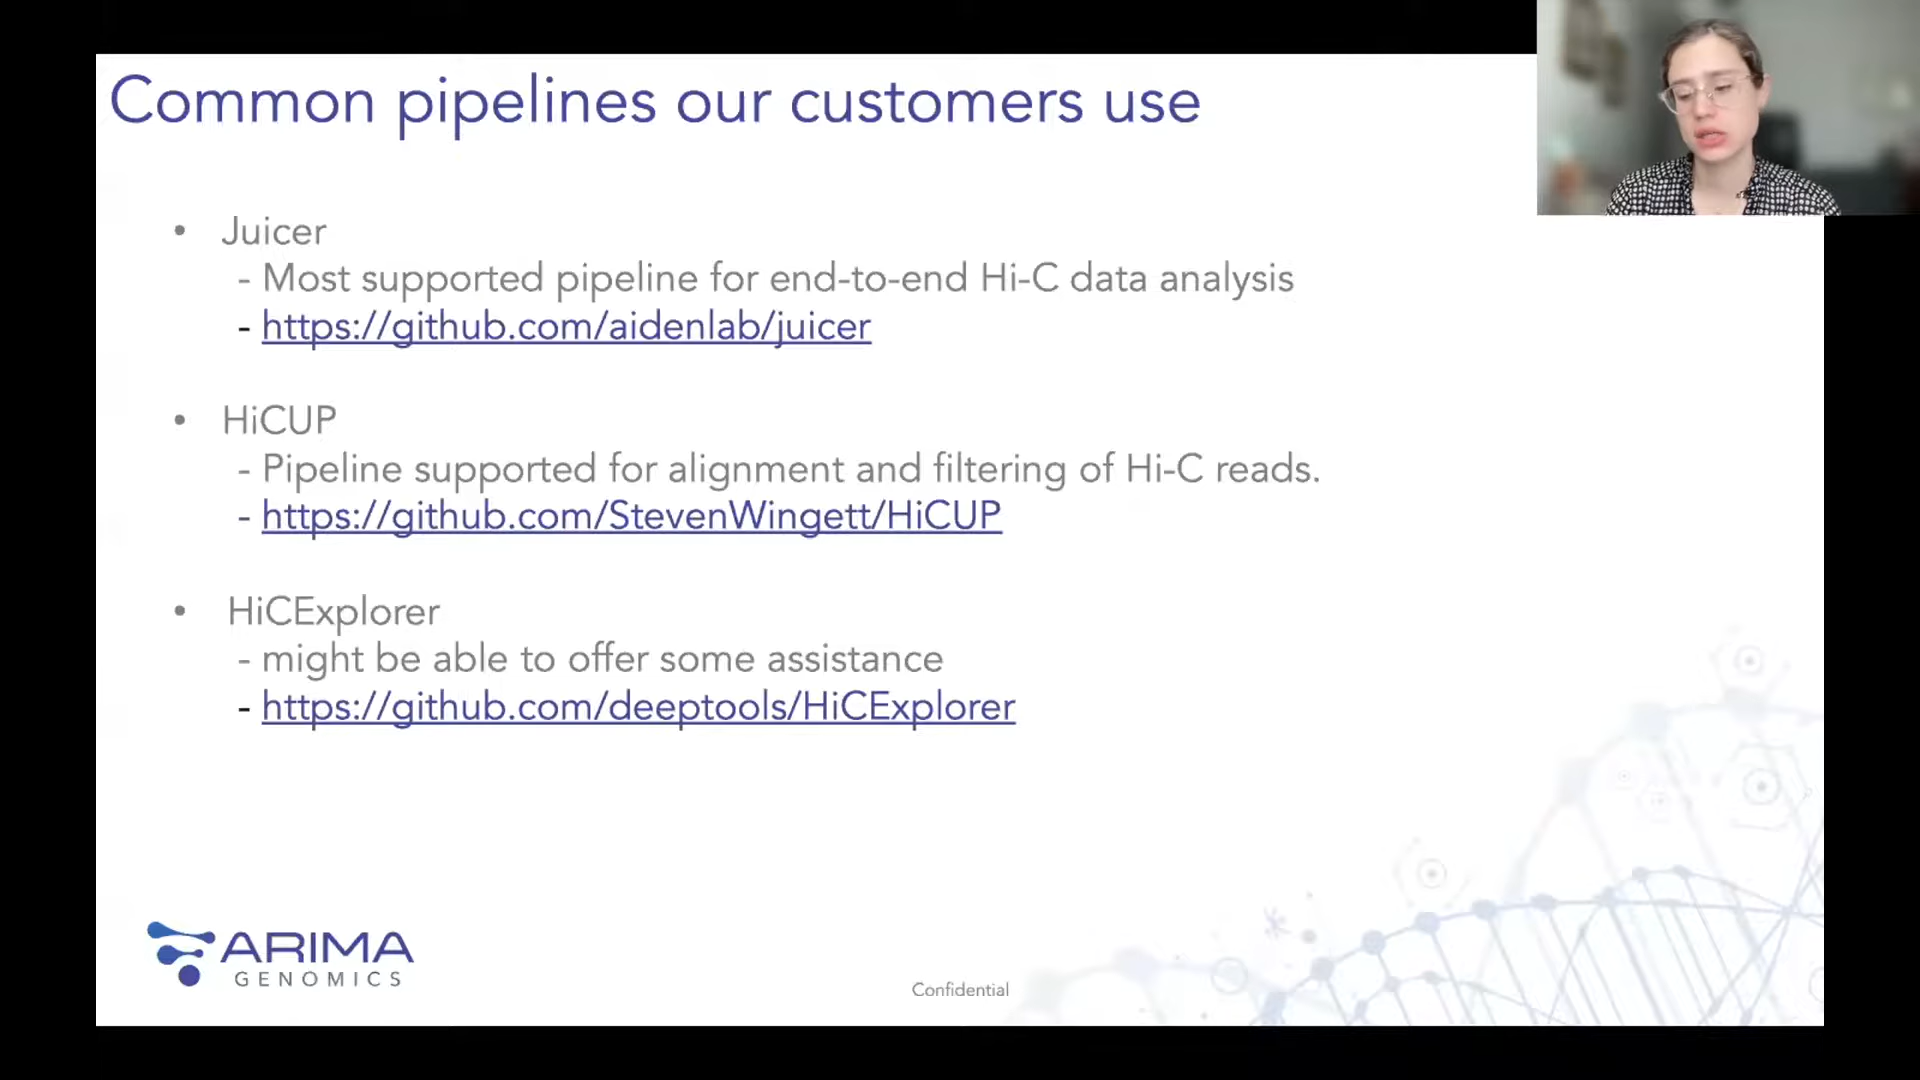 Common pipelines our customers use
• Juicer
- Most supported pipeline for end-to-end Hi-C data analysis
- https://github.com/aidenlab/juicer
• HiCUP
- Pipeline supported for alignment and filtering of Hi-C reads.
- https://github.com/StevenWingett/HiCUP
• HiCExplorer
- might be able to offer some assistance
- https://github.com/deeptools/HiCExplorer
ARIMA
GENOMICS
Confidential